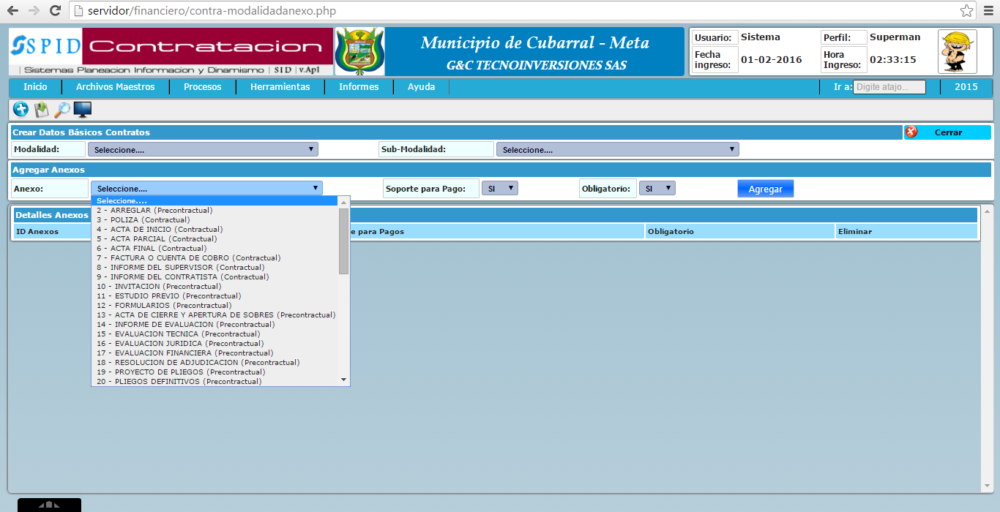 servidor/financiero/contra-modalidadanexo.php
SPID Contratacion
| Sistemas Planeacion Informacion y Dinamismo | SID | v.Ap1
Municipio de Cubarral - Meta
G&C TECNOINVERSIONES SAS
Usuario: Sistema Perfil: Superman
Fecha ingreso: 01-02-2016 Hora Ingreso: 02:33:15
Inicio Archivos Maestros Procesos Herramientas Informes Ayuda Ir a: Digite atajo... 2015
Crear Datos Básicos Contratos Cerrar
Modalidad: Seleccione.... Sub-Modalidad: Seleccione....
Agregar Anexos
Anexo: Seleccione.... Soporte para Pago: SI Obligatorio: SI Agregar
Seleccione....
Detalles Anexos
ID Anexos e para Pagos Obligatorio Eliminar
2 - ARREGLAR (Precontractual)
3 - POLIZA (Contractual)
4 - ACTA DE INICIO (Contractual)
5 - ACTA PARCIAL (Contractual)
6 - ACTA FINAL (Contractual)
7 - FACTURA O CUENTA DE COBRO (Contractual)
8 - INFORME DEL SUPERVISOR (Contractual)
9 - INFORME DEL CONTRATISTA (Contractual)
10 - INVITACION (Precontractual)
11 - ESTUDIO PREVIO (Precontractual)
12 - FORMULARIOS (Precontractual)
13 - ACTA DE CIERRE Y APERTURA DE SOBRES (Precontractual)
14 - INFORME DE EVALUACION (Precontractual)
15 - EVALUACION TECNICA (Precontractual)
16 - EVALUACION JURIDICA (Precontractual)
17 - EVALUACION FINANCIERA (Precontractual)
18 - RESOLUCION DE ADJUDICACION (Precontractual)
19 - PROYECTO DE PLIEGOS (Precontractual)
20 - PLIEGOS DEFINITIVOS (Precontractual)